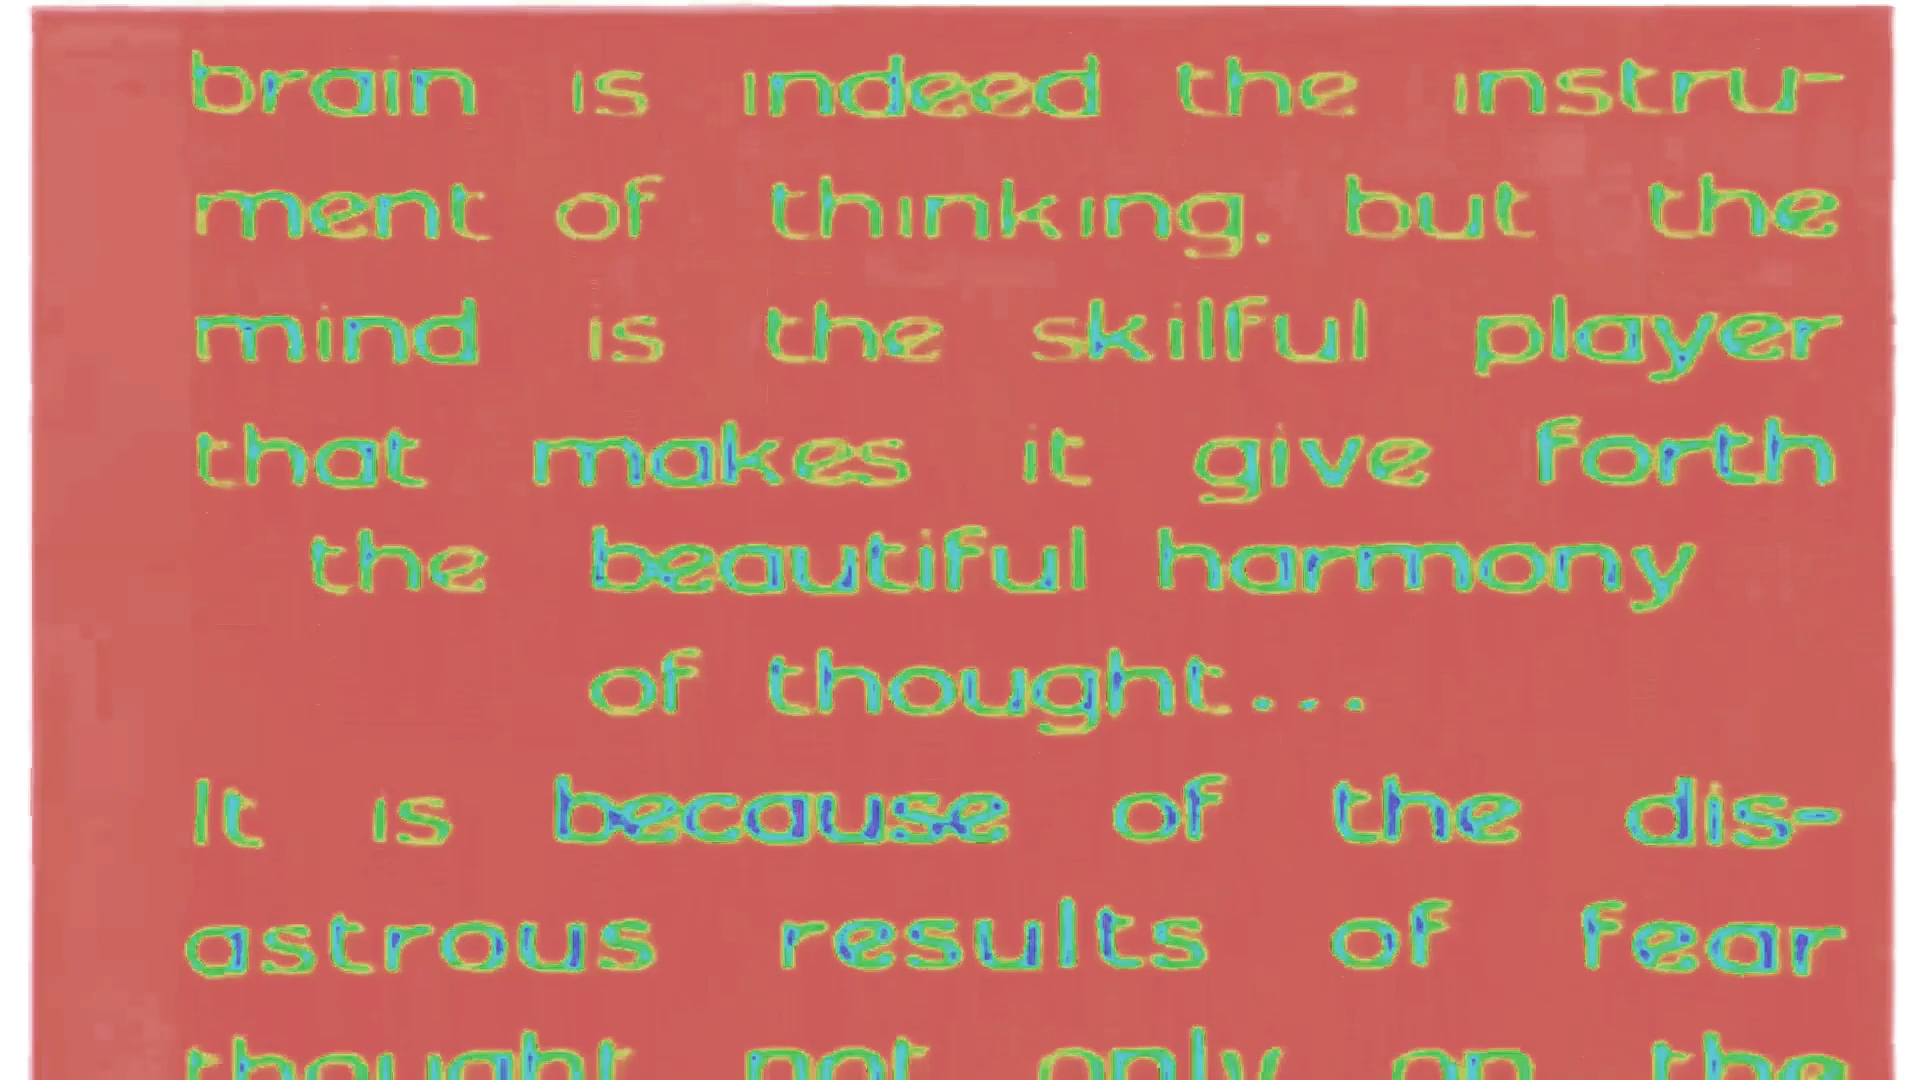 brain is indeed the instru-
ment of thinking. but the
mind is the skilful player
that makes it give forth
the beautiful harmony
of thought...
It is because of the dis-
astrous results of fear
thought not only on the